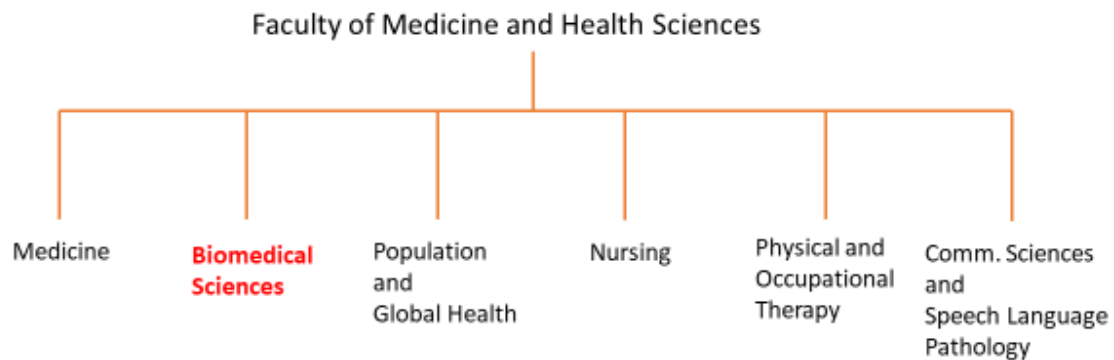 Faculty of Medicine and Health Sciences
Medicine
Biomedical
Sciences
Population
and
Global Health
Nursing
Physical and
Occupational
Therapy
Comm. Sciences
and
Speech Language
Pathology